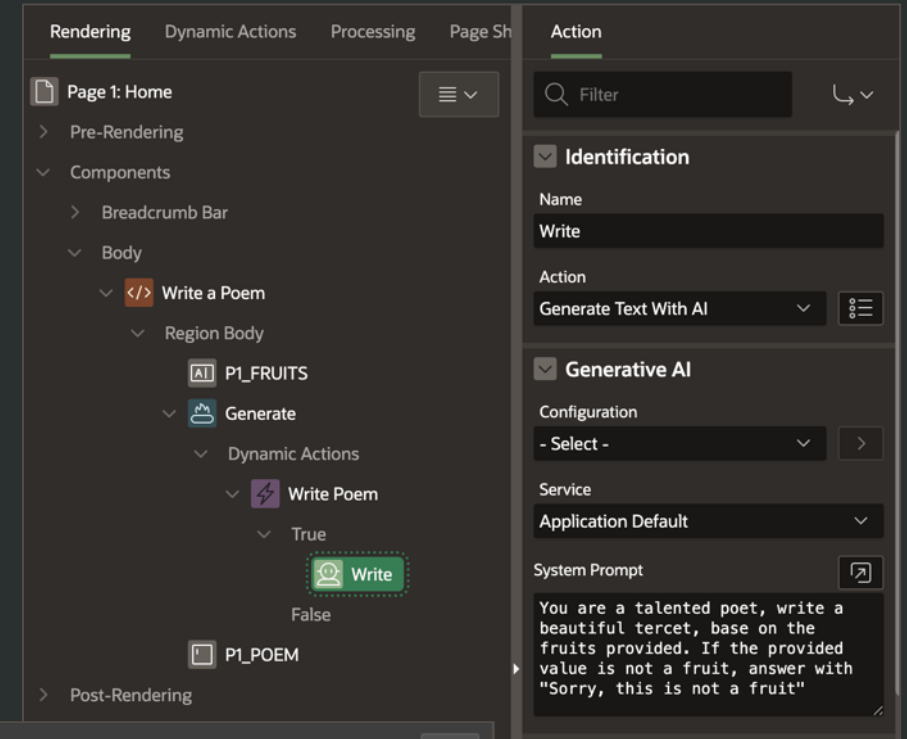 Rendering
Dynamic Actions
Processing
Page Sh
Page 1: Home
Pre-Rendering
Components
Breadcrumb Bar
Body
</> Write a Poem
Region Body
AI P1_FRUITS
Generate
Dynamic Actions
Write Poem
True
Write
False
P1_POEM
Post-Rendering
Action
Filter
Identification
Name
Write
Action
Generate Text With AI
Generative AI
Configuration
- Select -
Service
Application Default
System Prompt
You are a talented poet, write a
beautiful tercet, base on the
fruits provided. If the provided
value is not a fruit, answer with
"Sorry, this is not a fruit"